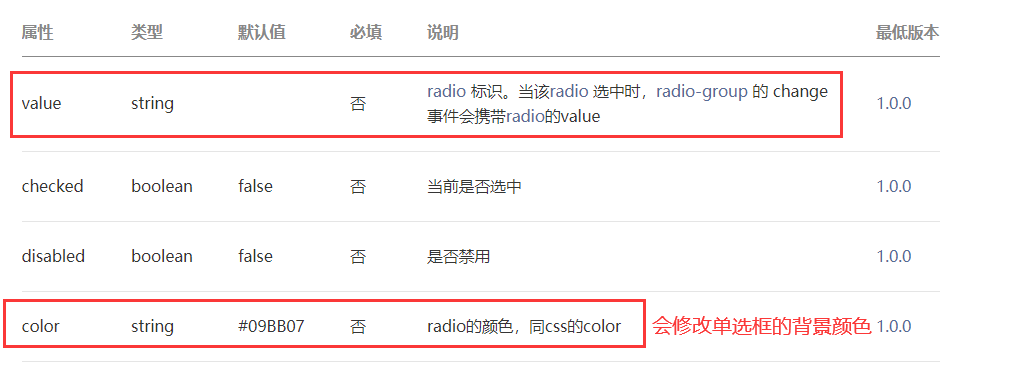 属性 类型 默认值 必填 说明 最低版本
value string 否 radio 标识。当该radio 选中时，radio-group 的 change 1.0.0
事件会携带radio的value
checked boolean false 否 当前是否选中 1.0.0
disabled boolean false 否 是否禁用 1.0.0
color string #09BB07 否 radio的颜色，同css的color 会修改单选框的背景颜色 1.0.0